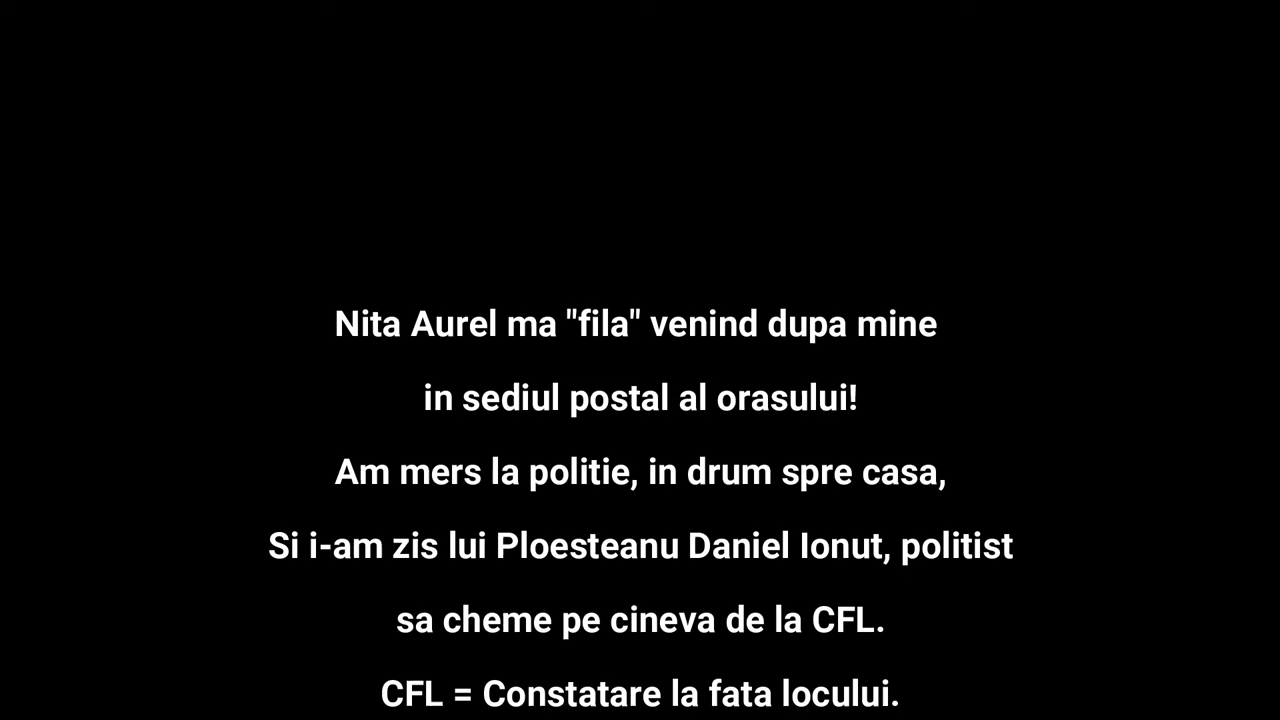 Nita Aurel ma "fila" venind dupa mine
in sediul postal al orasului!
Am mers la politie, in drum spre casa,
Si i-am zis lui Ploesteanu Daniel Ionut, politist
sa cheme pe cineva de la CFL.
CFL = Constatare la fata locului.